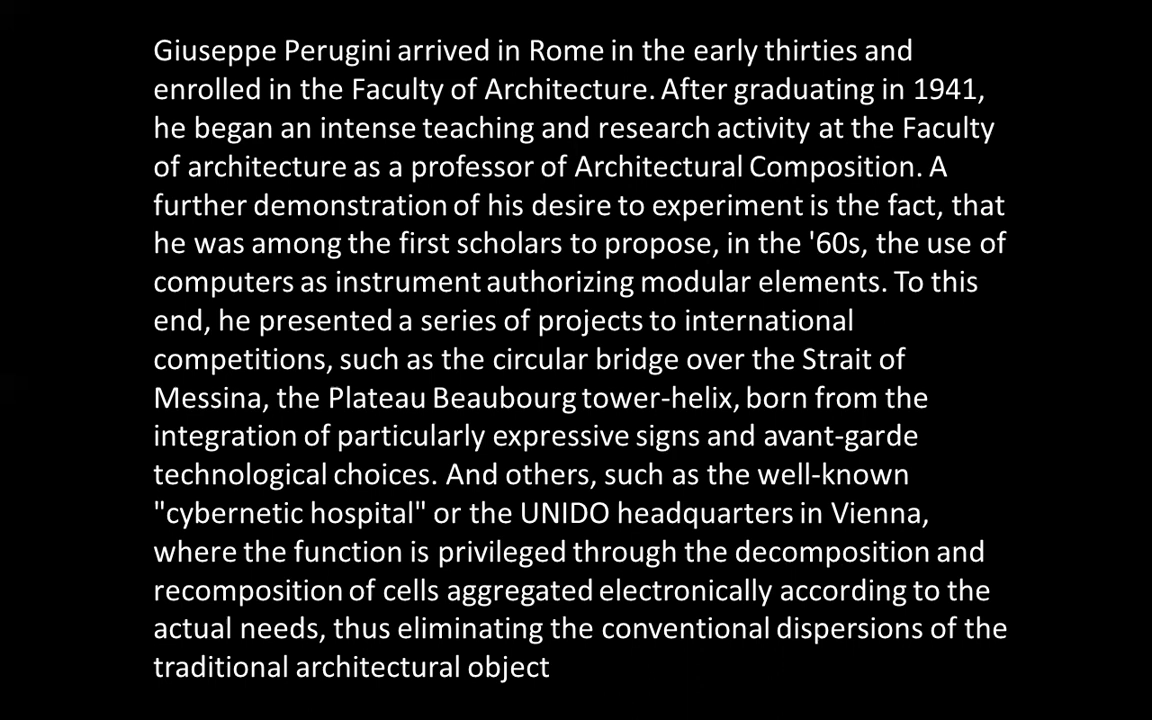 Giuseppe Perugini arrived in Rome in the early thirties and
enrolled in the Faculty of Architecture. After graduating in 1941,
he began an intense teaching and research activity at the Faculty
of architecture as a professor of Architectural Composition. A
further demonstration of his desire to experiment is the fact, that
he was among the first scholars to propose, in the '60s, the use of
computers as instrument authorizing modular elements. To this
end, he presented a series of projects to international
competitions, such as the circular bridge over the Strait of
Messina, the Plateau Beaubourg tower-helix, born from the
integration of particularly expressive signs and avant-garde
technological choices. And others, such as the well-known
"cybernetic hospital" or the UNIDO headquarters in Vienna,
where the function is privileged through the decomposition and
recomposition of cells aggregated electronically according to the
actual needs, thus eliminating the conventional dispersions of the
traditional architectural object